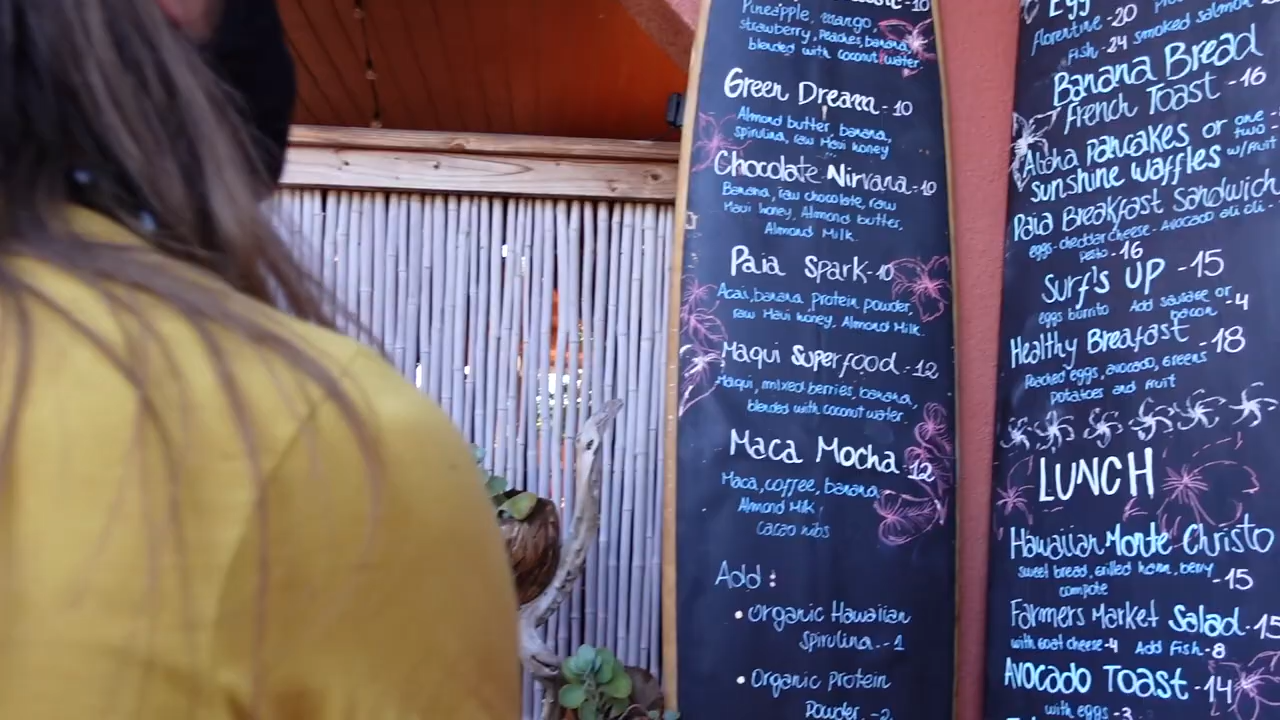 -10
Pineapple, mango,
strawberry, Peaches, banana,
blended with coconut water.
Green Dream - 10
Almond butter, banana,
spirulina, raw Maui honey
Chocolate Nirvana - 10
Banana, raw chocolate, raw
Maui honey, Almond butter,
Almond Milk.
Paia Spark - 10
Acai, banana, protein powder,
raw Maui honey, Almond Milk.
Maqui Superfood - 12
Maqui, mixed berries, banana,
blended with coconut water.
Maca Mocha 12
Maca, coffee, banana,
Almond Milk
cacao nibs
Add :
• Organic Hawaiian
Spirulina - 1
• Organic Protein
Powder - 2
Egg
Florentine - 20
Fish - 24 smoked salmon
Banana Bread
French Toast - 16
Aloha pancakes or one -
sunshine waffles two -
w/fruit
Paia Breakfast Sandwich
eggs - cheddar cheese - Avocado oli oli -
pesto - 16
Surf's UP - 15
eggs burrito Add sausage or
bacon - 4
Healthy Breafast - 18
Poached eggs, avocado, greens
potatoes and fruit
LUNCH
Hawaiian Monte Christo
sweet bread, grilled ham, berry
compote - 15
Farmers Market Salad - 15
with goat cheese - 4 Add Fish - 8
Avocado Toast - 14
with eggs - 3